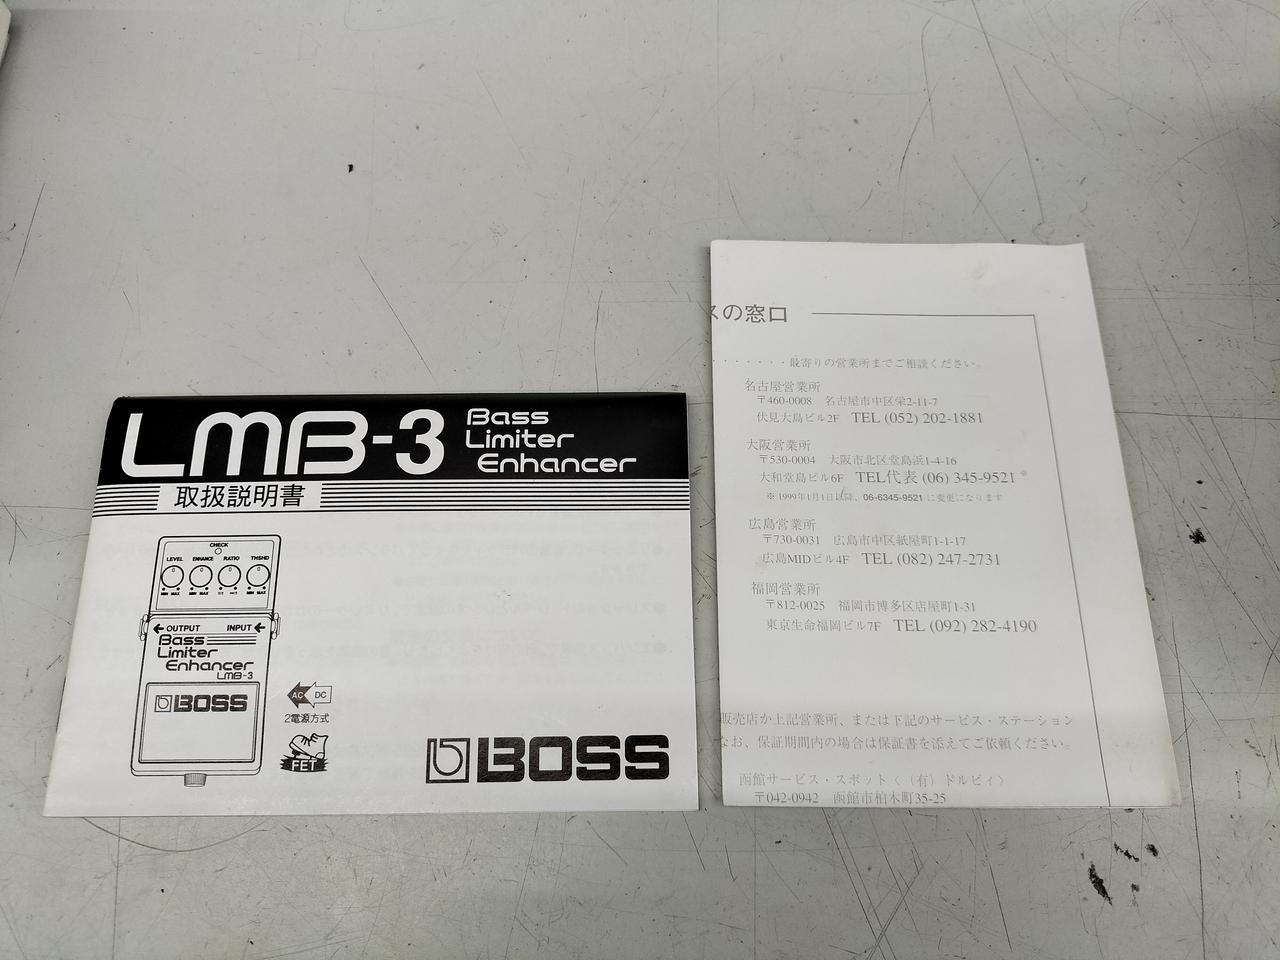 LMB-3
Bass
Limiter
Enhancer
取扱説明書
CHECK
LEVEL ENHANCE RATIO THSHD
MIN MAX MIN MAX MIN MAX
OUTPUT INPUT
Bass
Limiter
Enhancer
LMB-3
BOSS
AC DC
2電源方式
FET
BOSS
スの窓口
・・・・・・最寄りの営業所までご相談ください。
名古屋営業所
〒460-0008 名古屋市中区栄2-11-7
伏見大島ビル2F TEL (052) 202-1881
大阪営業所
〒530-0004 大阪市北区堂島浜1-4-16
大和堂島ビル6F TEL代表 (06) 345-9521※
※ 1999年1月1日以降、06-6345-9521 に変更になります
広島営業所
〒730-0031 広島市中区紙屋町1-1-17
広島MIDビル4F TEL (082) 247-2731
福岡営業所
〒812-0025 福岡市博多区店屋町1-31
東京生命福岡ビル7F TEL (092) 282-4190
販売店か上記営業所、または下記のサービス・ステーション
なお、保証期間内の場合は保証書を添えてご依頼ください。
函館サービス・スポット〈（有）ドルビィ〉
〒042-0942 函館市柏木町35-25